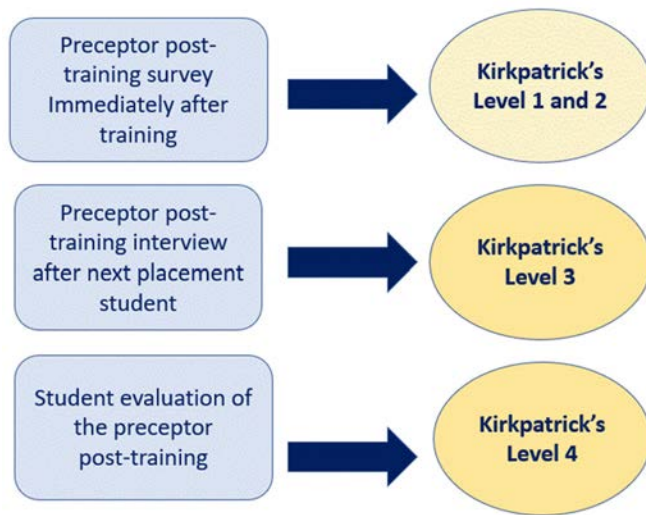 Preceptor post-
training survey
Immediately after
training
Kirkpatrick's
Level 1 and 2
Preceptor post-
training interview
after next placement
student
Kirkpatrick's
Level 3
Student evaluation of
the preceptor
post-training
Kirkpatrick's
Level 4